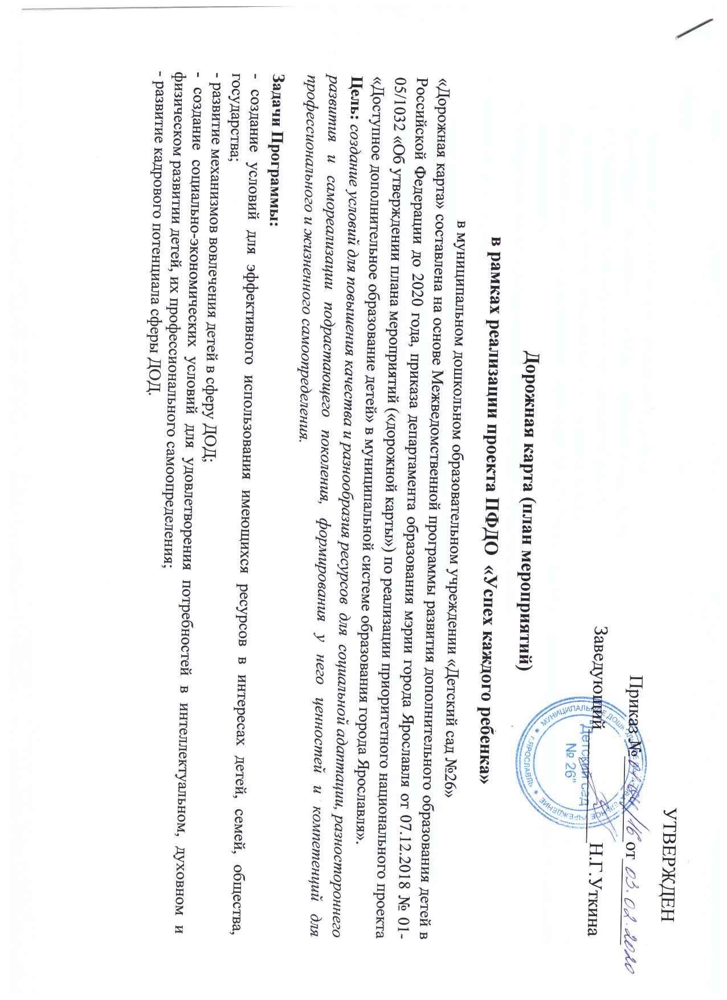 УТВЕРЖДЕН
Приказ № от 03.02.2020
Заведующий Н.Г.Уткина
МУНИЦИПАЛЬНОЕ ДОШК УЧРЕЖДЕНИЕ
г.ЯРОСЛАВЛЬ
"Детский сад
№ 26"
Дорожная карта (план мероприятий)
в рамках реализации проекта ПФДО «Успех каждого ребенка»
в муниципальном дошкольном образовательном учреждении «Детский сад №26»
«Дорожная карта» составлена на основе Межведомственной программы развития дополнительного образования детей в
Российской Федерации до 2020 года, приказа департамента образования мэрии города Ярославля от 07.12.2018 № 01-
05/1032 «Об утверждении плана мероприятий («дорожной карты») по реализации приоритетного национального проекта
«Доступное дополнительное образование детей» в муниципальной системе образования города Ярославля».
Цель: создание условий для повышения качества и разнообразия ресурсов для социальной адаптации, разностороннего
развития и самореализации подрастающего поколения, формирования у него ценностей и компетенций для
профессионального и жизненного самоопределения.
Задачи Программы:
- создание условий для эффективного использования имеющихся ресурсов в интересах детей, семей, общества,
государства;
- развитие механизмов вовлечения детей в сферу ДОД;
- создание социально-экономических условий для удовлетворения потребностей в интеллектуальном, духовном и
физическом развитии детей, их профессионального самоопределения;
- развитие кадрового потенциала сферы ДОД.